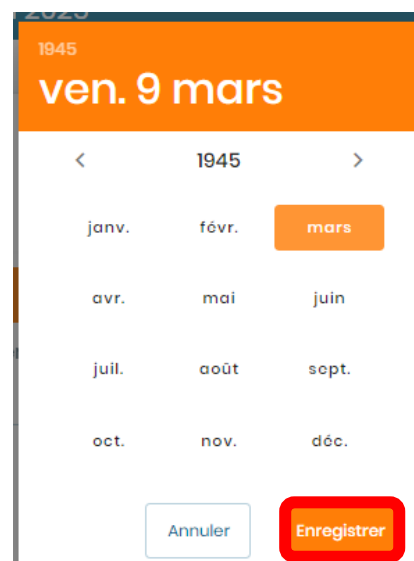 1945
ven. 9 mars
< 1945 >
janv. févr. mars
avr. mai juin
juil. août sept.
oct. nov. déc.
Annuler Enregistrer